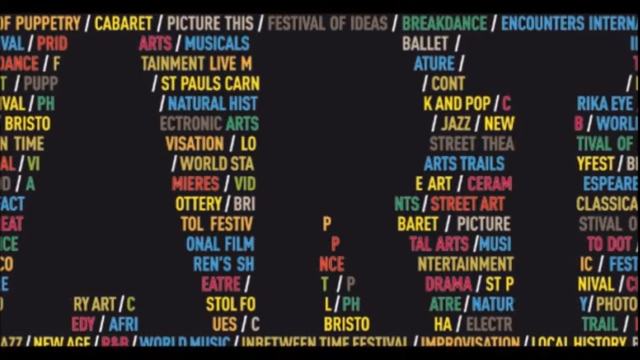 OF PUPPETRY / CABARET / PICTURE THIS / FESTIVAL OF IDEAS / BREAKDANCE / ENCOUNTERS INTERNA
VAL / PRID ARTS / MUSICALS BALLET /
DANCE / F TAINMENT LIVE M ATURE /
T / PUPP / ST PAULS CARN / CONT
IVAL / PH / NATURAL HIST K AND POP / C RIKA EYE
/ BRISTO ECTRONIC ARTS / JAZZ / NEW B / WORL
N TIME VISATION / LO STREET THEA TIVAL OF
AL / VI / WORLD STA ARTS TRAILS YFEST / B
D / A MIERES / VID E ART / CERAM ESPEARE
FACT OTTERY / BRI NTS / STREET ART CLASSICA
EAT TOL FESTIV P BARET / PICTURE STIVAL O
CE ONAL FILM P TAL ARTS / MUSI TO DOT
CO REN'S SH NCE NTERTAINMENT IC / FEST
E EATRE / T / P DRAMA / ST P NIVAL / C
RY ART / C STOL FO L / PH ATRE / NATUR Y / PHOTO
EDY / AFRI UES / C BRISTO HA / ELECTR TRAIL /
AZZ / NEW AGE / R&B / WORLD MUSIC / INBETWEEN TIME FESTIVAL / IMPROVISATION / LOCAL HISTORY